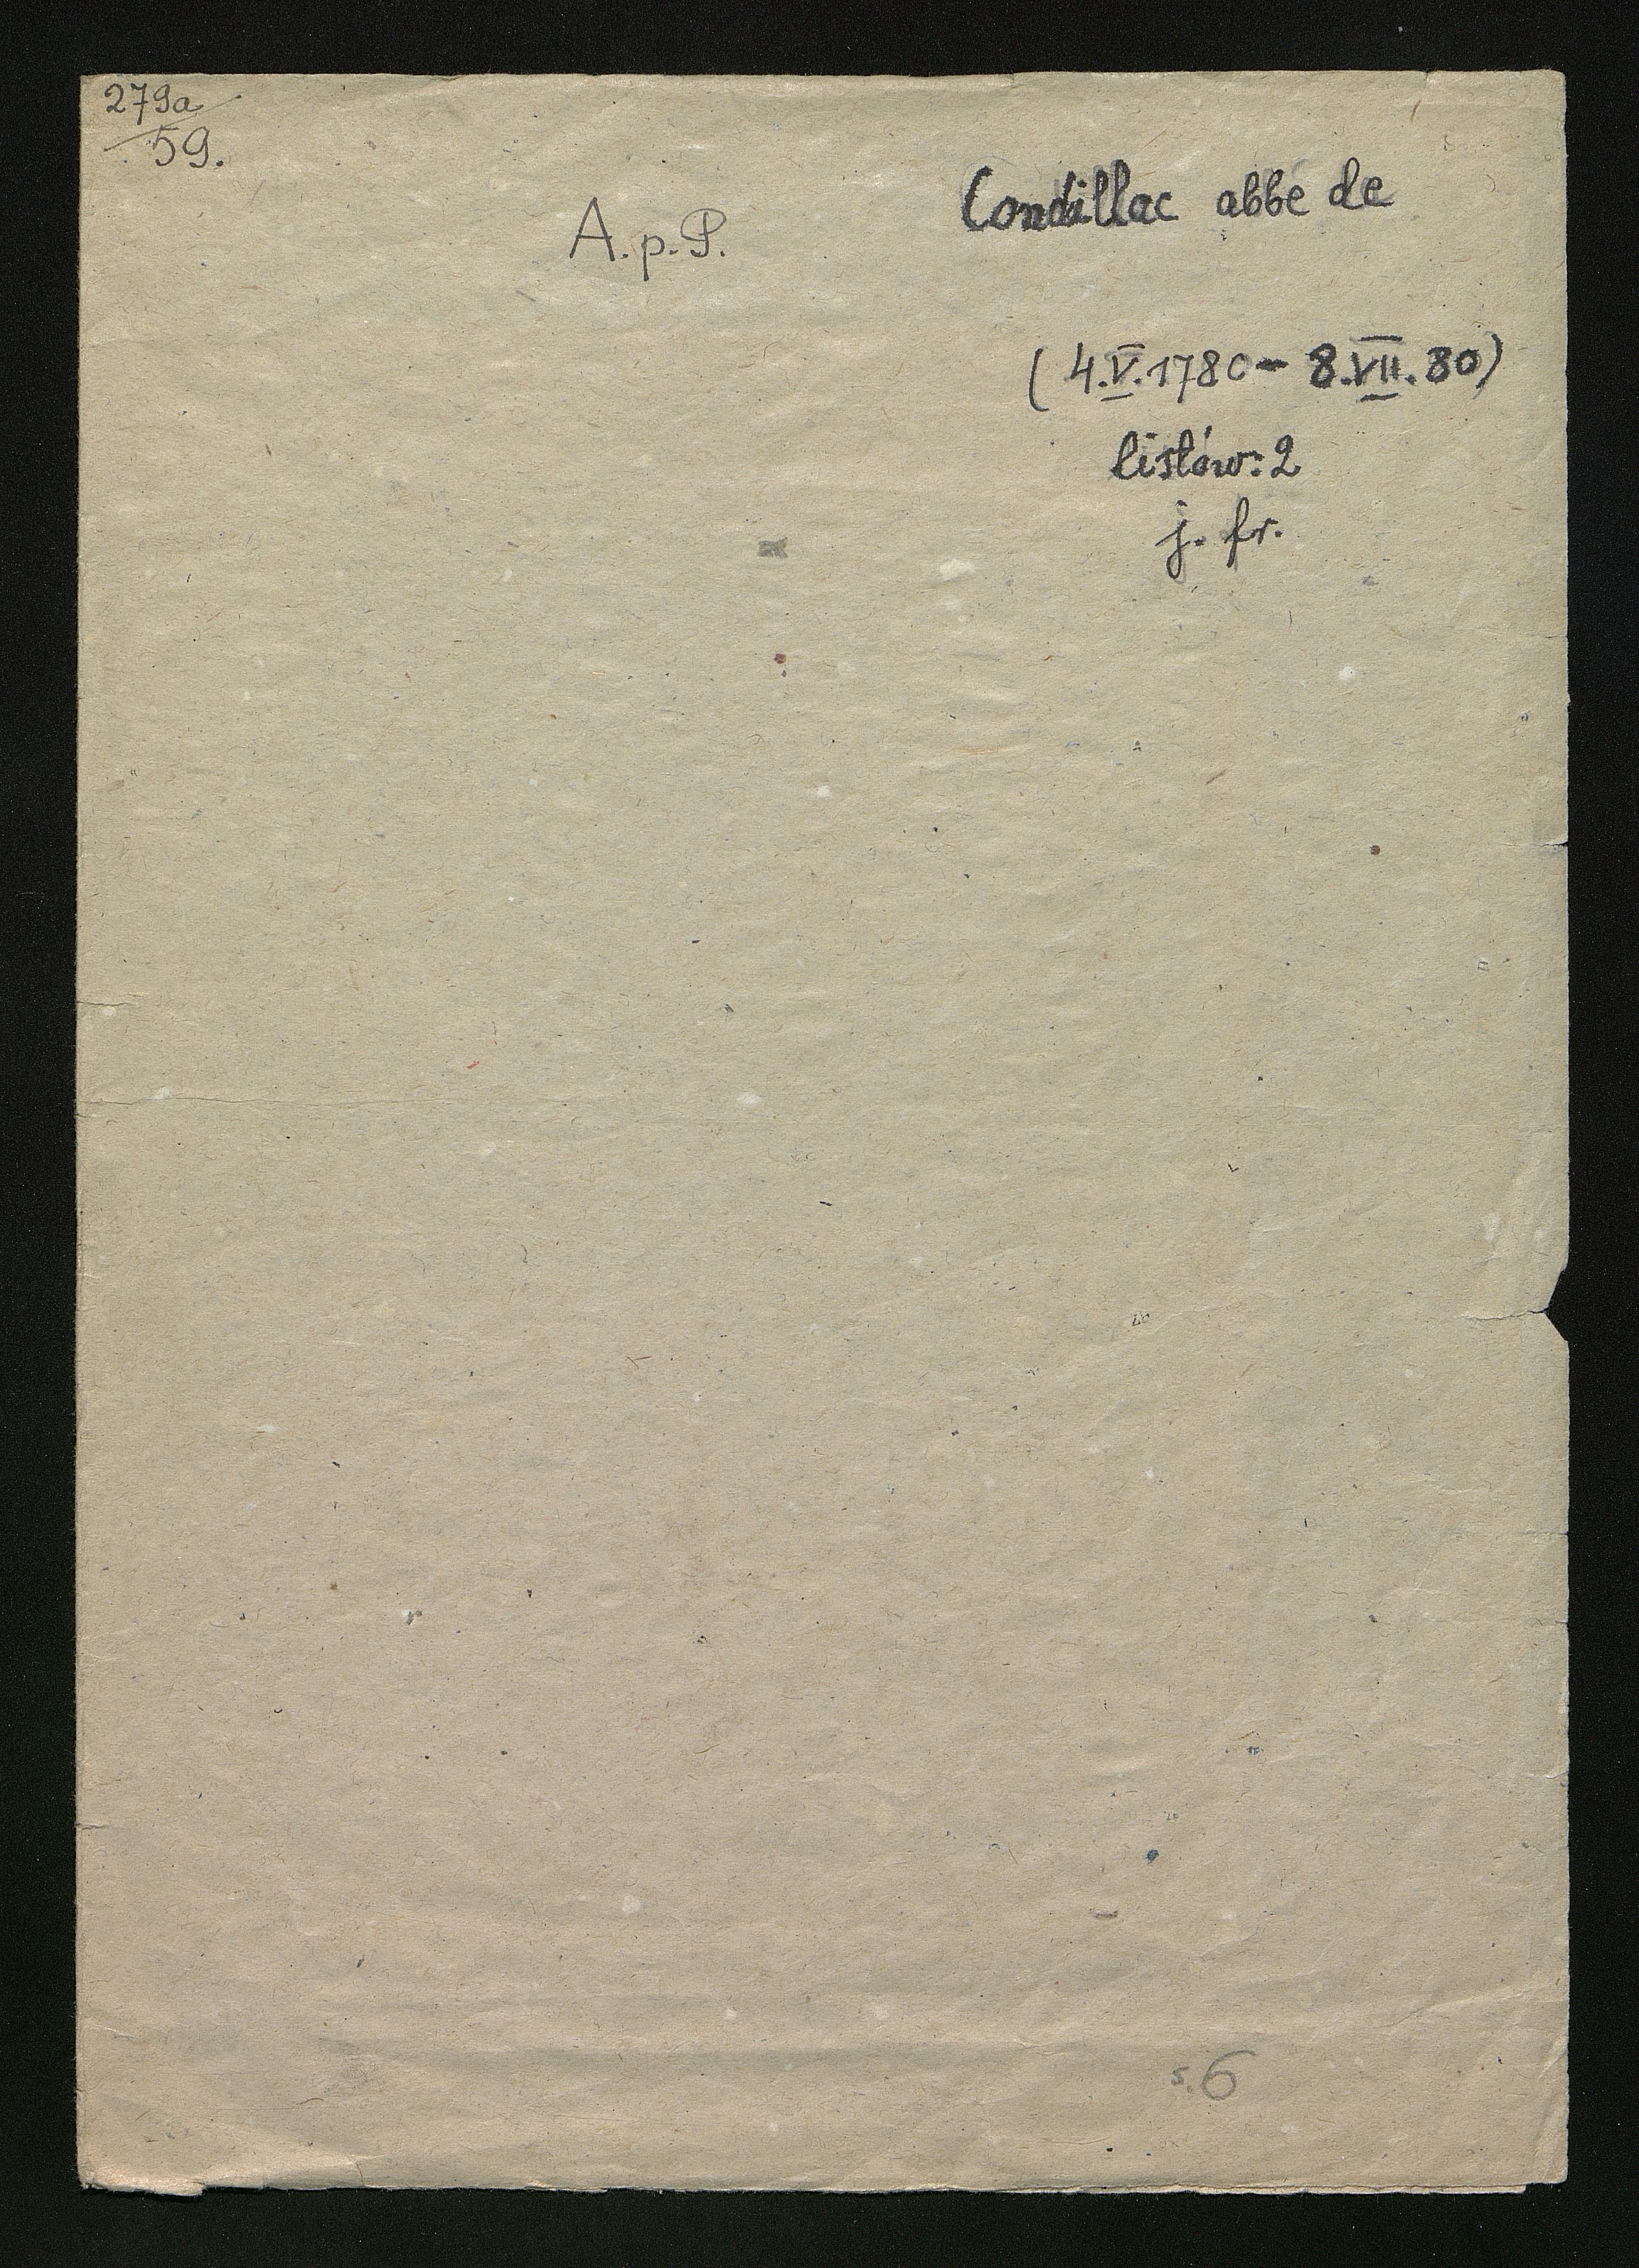 279a
59.
A.p.P.
Condillac abbé de
(4.V.1780 - 8.VII.80)
listów: 2
j. fr.
s. 6